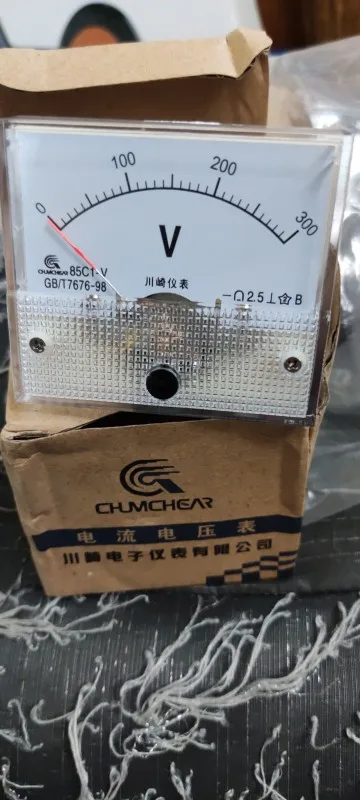 0 100 200 300
V
CHUMCHEAR 85C1-V
GB/T7676-98
川崎仪表
2.5 B
CHUMCHEAR
电流电压表
川崎电子仪表有限公司